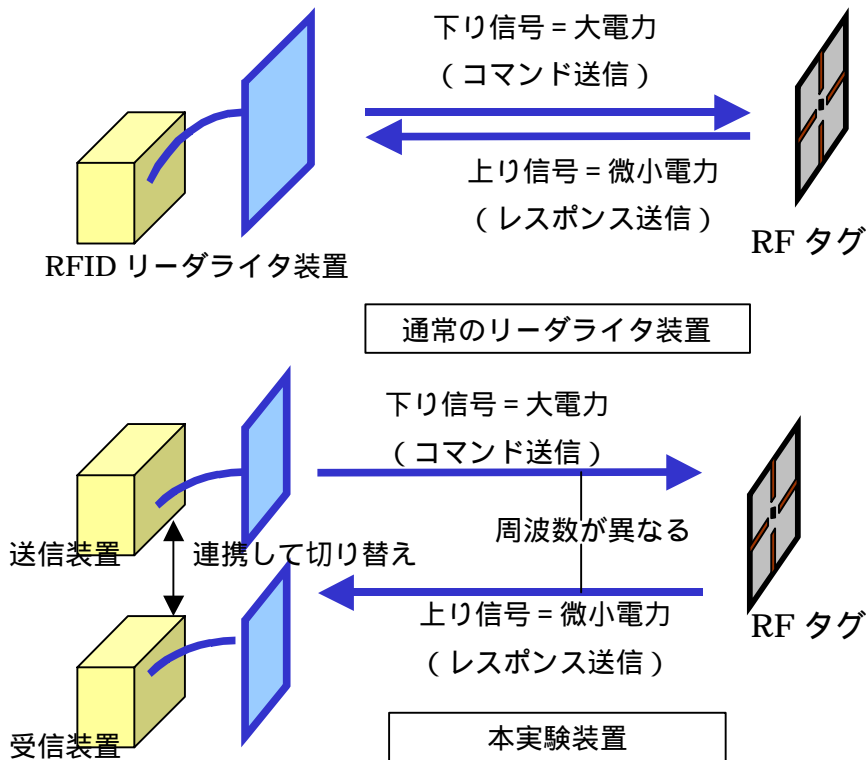 下り信号 = 大電力
( コマンド送信 )
上り信号 = 微小電力
( レスポンス送信 )
RF タグ
RFID リーダライタ装置
通常のリーダライタ装置
下り信号 = 大電力
( コマンド送信 )
周波数が異なる
送信装置
連携して切り替え
上り信号 = 微小電力
( レスポンス送信 )
RF タグ
受信装置
本実験装置